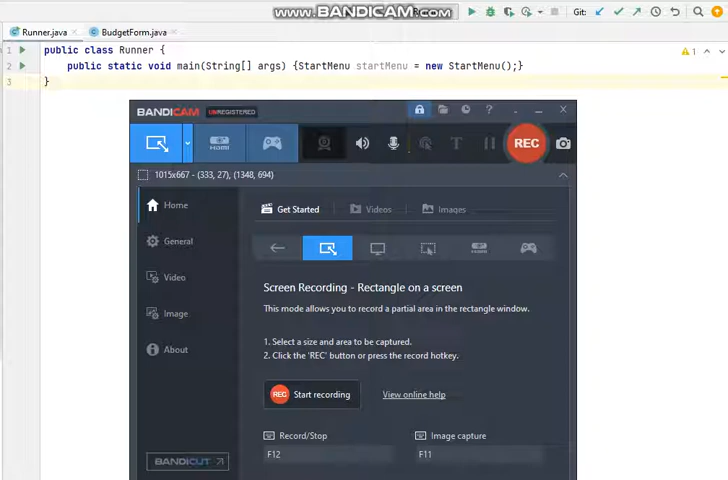 www.BANDICAM.com
Git:
Runner.java BudgetForm.java
1 public class Runner {
1
2 public static void main(String[] args) {StartMenu startMenu = new StartMenu();}
3 }
BANDICAM UNREGISTERED
HDMI
REC
1015x667 - (333, 27), (1348, 694)
Home
General
Video
Image
About
BANDICUT
Get Started Videos Images
HDMI
Screen Recording - Rectangle on a screen
This mode allows you to record a partial area in the rectangle window.
1. Select a size and area to be captured.
2. Click the 'REC' button or press the record hotkey.
REC Start recording View online help
Record/Stop Image capture
F12 F11